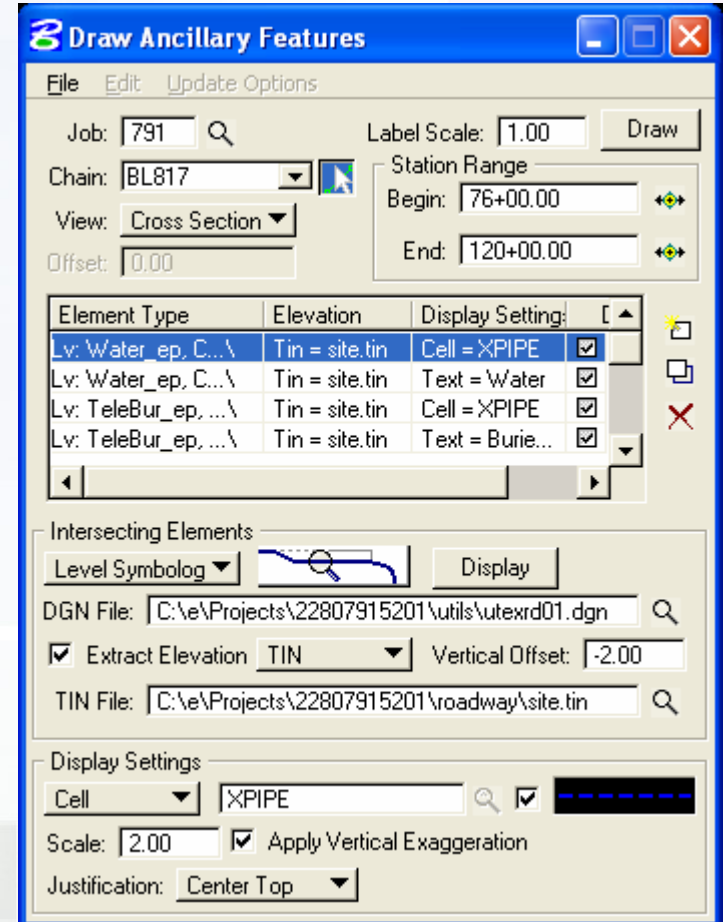 Draw Ancillary Features
File Edit Update Options
Job: 791 Label Scale: 1.00 Draw
Chain: BL817 Station Range
Begin: 76+00.00
View: Cross Section
End: 120+00.00
Offset: 0.00
Element Type Elevation Display Setting
Lv: Water_ep, C...\ Tin = site.tin Cell = XPIPE
Lv: Water_ep, C...\ Tin = site.tin Text = Water
Lv: TeleBur_ep, ...\ Tin = site.tin Cell = XPIPE
Lv: TeleBur_ep, ...\ Tin = site.tin Text = Burie...
Intersecting Elements
Level Symbolog Display
DGN File: C:\e\Projects\22807915201\utils\utexrd01.dgn
Extract Elevation TIN Vertical Offset: -2.00
TIN File: C:\e\Projects\22807915201\roadway\site.tin
Display Settings
Cell XPIPE
Scale: 2.00 Apply Vertical Exaggeration
Justification: Center Top